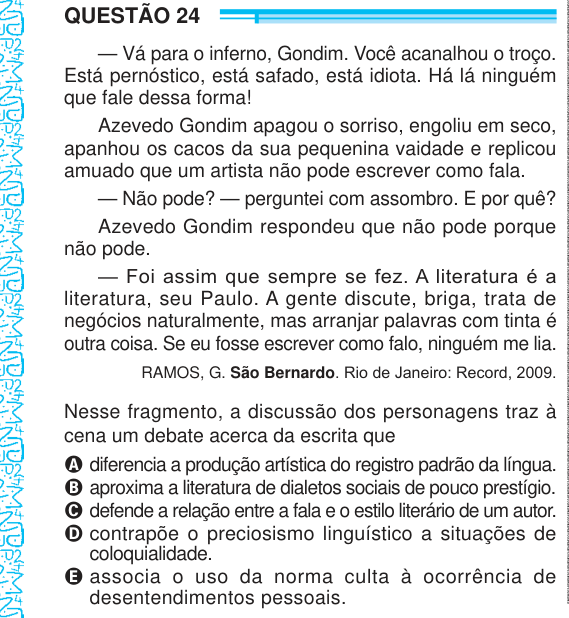 QUESTÃO 24
— Vá para o inferno, Gondim. Você acanalhou o troço.
Está pernóstico, está safado, está idiota. Há lá ninguém
que fale dessa forma!
Azevedo Gondim apagou o sorriso, engoliu em seco,
apanhou os cacos da sua pequenina vaidade e replicou
amuado que um artista não pode escrever como fala.
— Não pode? — perguntei com assombro. E por quê?
Azevedo Gondim respondeu que não pode porque
não pode.
— Foi assim que sempre se fez. A literatura é a
literatura, seu Paulo. A gente discute, briga, trata de
negócios naturalmente, mas arranjar palavras com tinta é
outra coisa. Se eu fosse escrever como falo, ninguém me lia.
RAMOS, G. São Bernardo. Rio de Janeiro: Record, 2009.
Nesse fragmento, a discussão dos personagens traz à
cena um debate acerca da escrita que
A diferencia a produção artística do registro padrão da língua.
B aproxima a literatura de dialetos sociais de pouco prestígio.
C defende a relação entre a fala e o estilo literário de um autor.
D contrapõe o preciosismo linguístico a situações de
coloquialidade.
E associa o uso da norma culta à ocorrência de
desentendimentos pessoais.